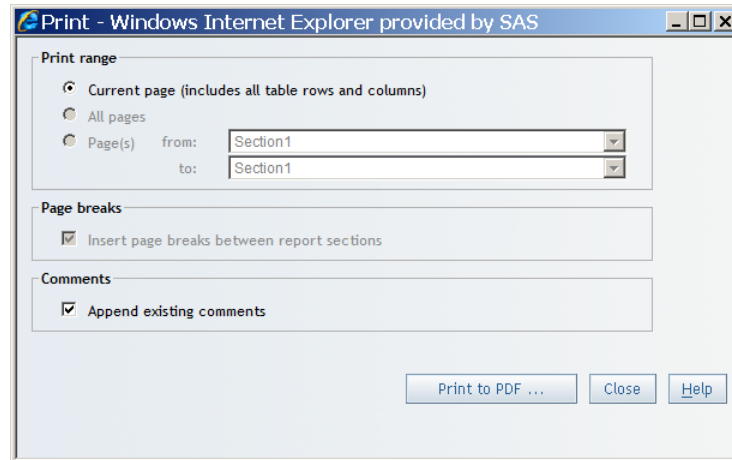 Print - Windows Internet Explorer provided by SAS
Print range
Current page (includes all table rows and columns)
All pages
Page(s) from: Section1
to: Section1
Page breaks
Insert page breaks between report sections
Comments
Append existing comments
Print to PDF ... Close Help